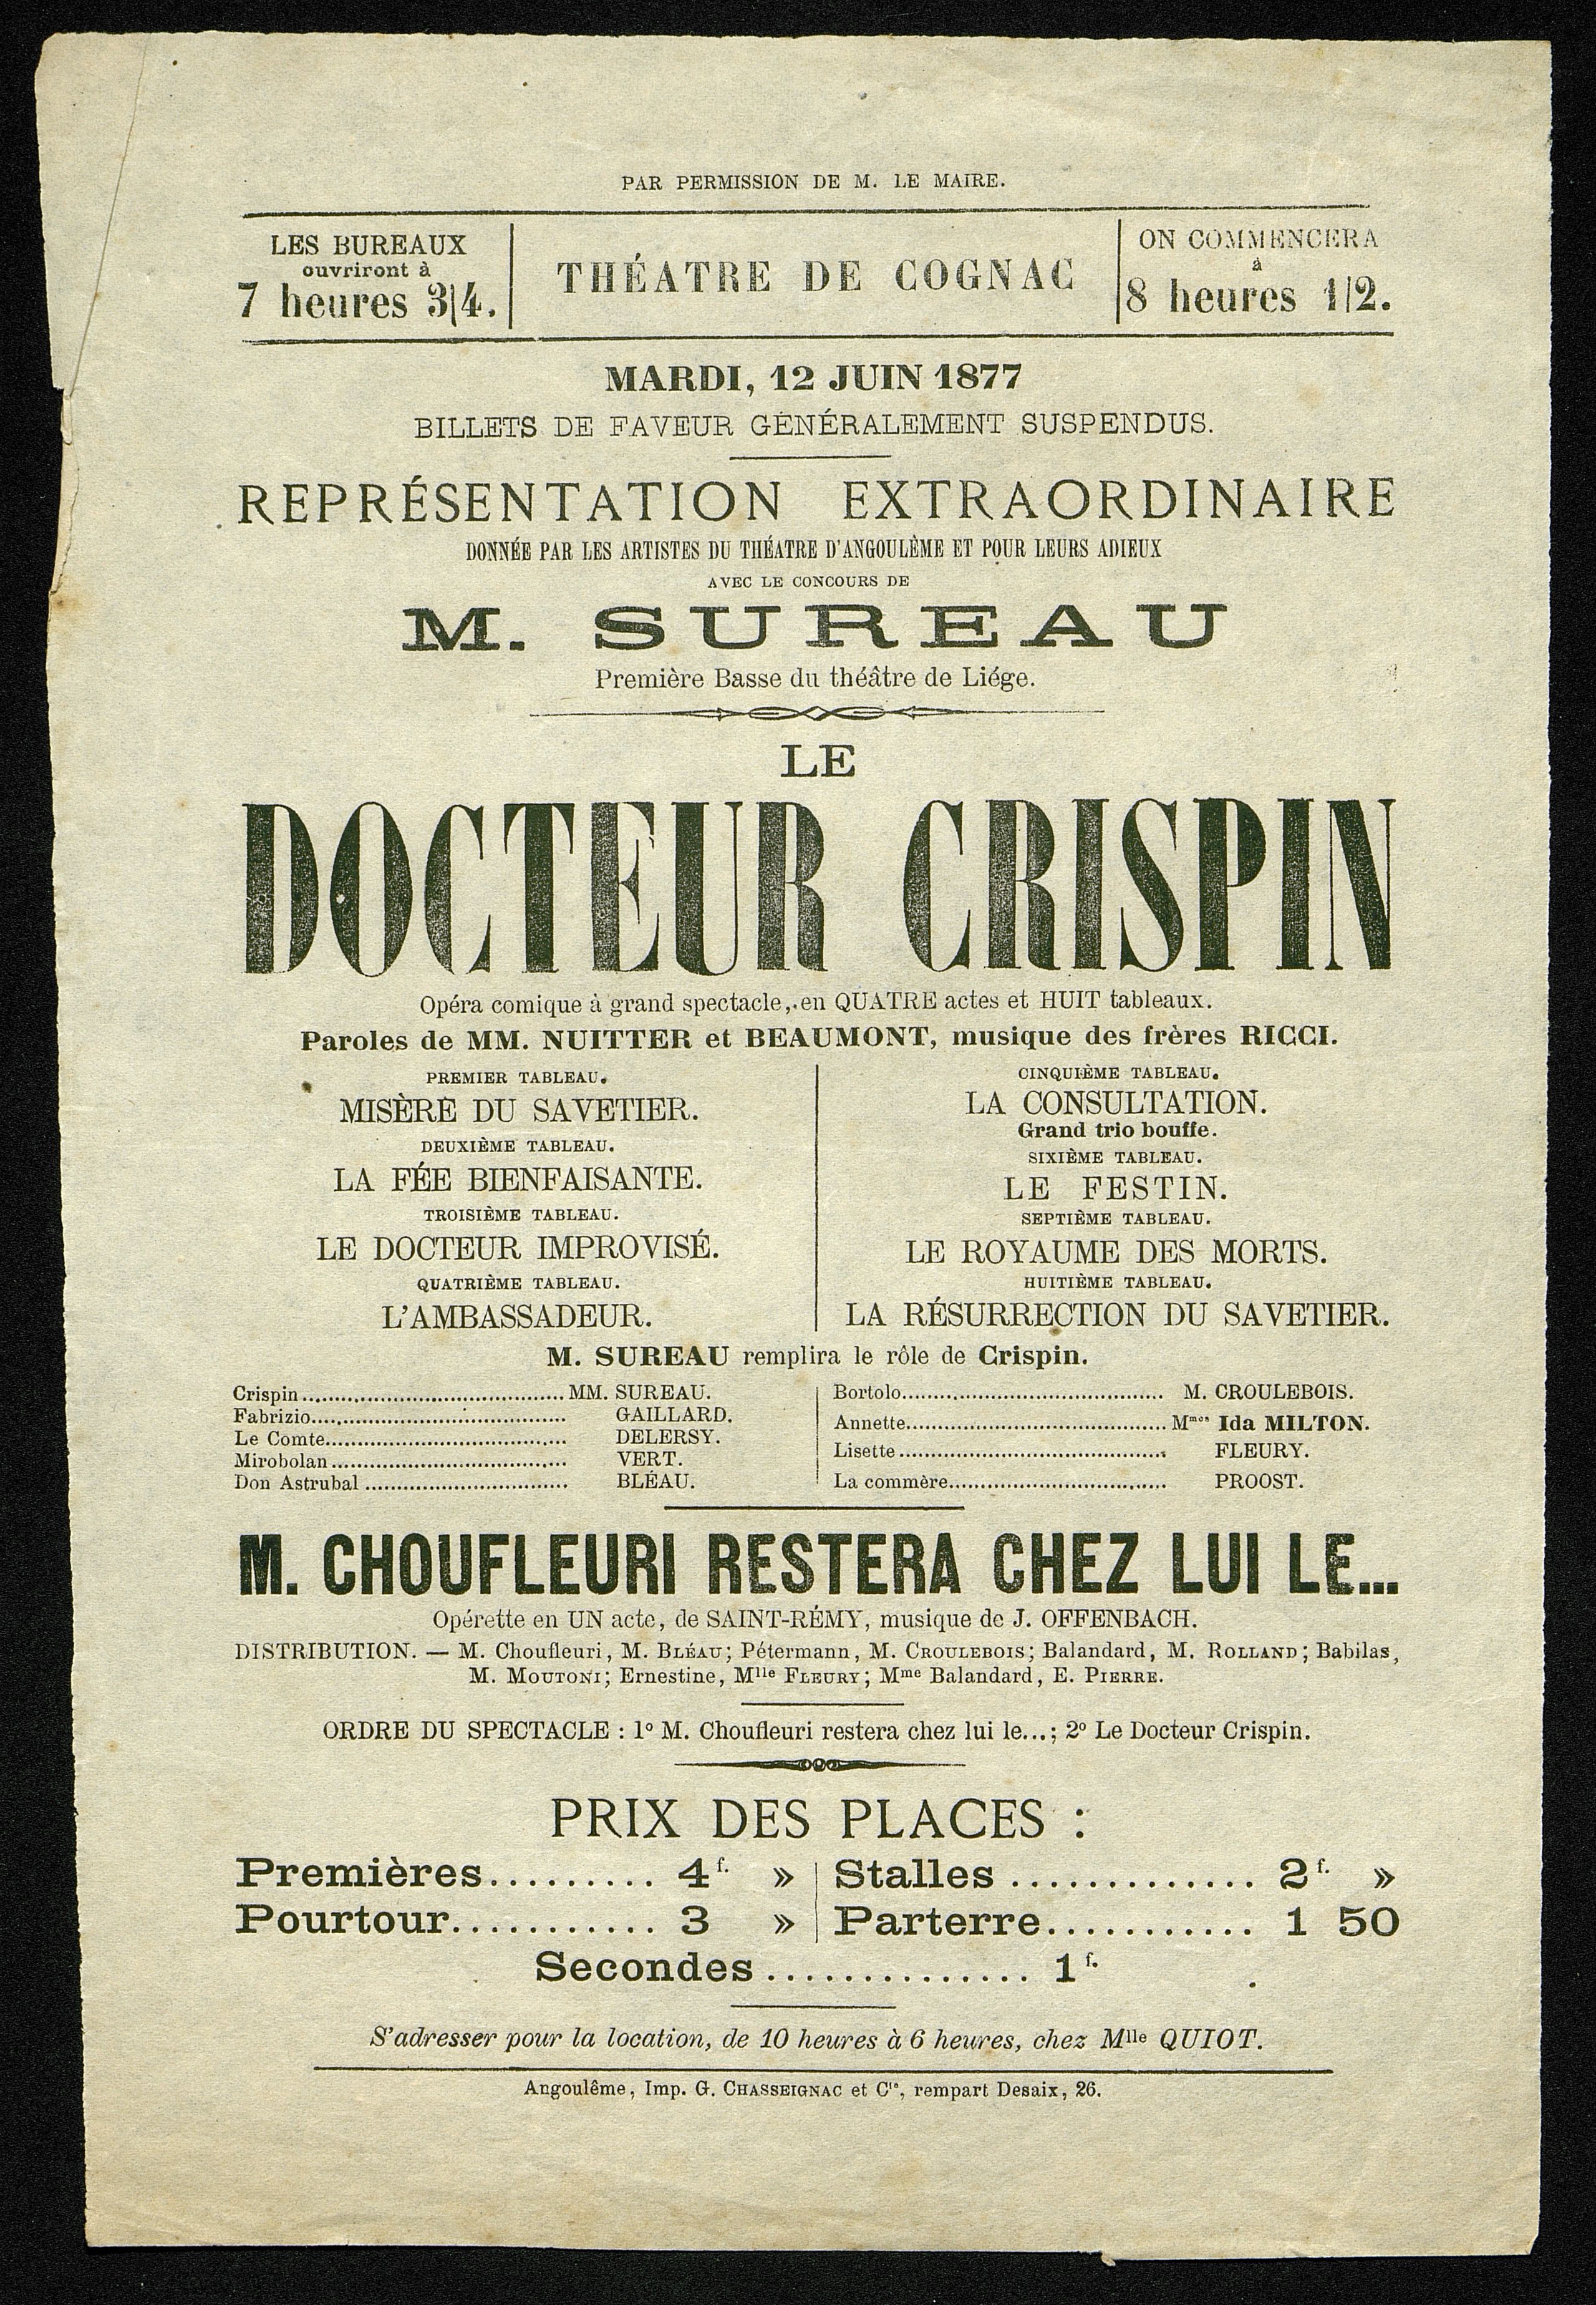 PAR PERMISSION DE M. LE MAIRE.
LES BUREAUX
ouvriront à
7 heures 3|4.
THÉATRE DE COGNAC
ON COMMENCERA
à
8 heures 1|2.
MARDI, 12 JUIN 1877
BILLETS DE FAVEUR GÉNÉRALEMENT SUSPENDUS.
REPRÉSENTATION EXTRAORDINAIRE
DONNÉE PAR LES ARTISTES DU THÉATRE D'ANGOULÊME ET POUR LEURS ADIEUX
AVEC LE CONCOURS DE
M. SUREAU
Première Basse du théâtre de Liége.
LE
DOCTEUR CRISPIN
Opéra comique à grand spectacle, en QUATRE actes et HUIT tableaux.
Paroles de MM. NUITTER et BEAUMONT, musique des frères RICCI.
PREMIER TABLEAU.
MISÈRE DU SAVETIER.
DEUXIÈME TABLEAU.
LA FÉE BIENFAISANTE.
TROISIÈME TABLEAU.
LE DOCTEUR IMPROVISÉ.
QUATRIÈME TABLEAU.
L'AMBASSADEUR.
CINQUIÈME TABLEAU.
LA CONSULTATION.
Grand trio bouffe.
SIXIÈME TABLEAU.
LE FESTIN.
SEPTIÈME TABLEAU.
LE ROYAUME DES MORTS.
HUITIÈME TABLEAU.
LA RÉSURRECTION DU SAVETIER.
M. SUREAU remplira le rôle de Crispin.
Crispin................ MM. SUREAU.
Fabrizio................ GAILLARD.
Le Comte................ DELERSY.
Mirobolan................ VERT.
Don Astrubal................ BLÉAU.
Bortolo................ M. CROULEBOIS.
Annette................ Mmes Ida MILTON.
Lisette................ FLEURY.
La commère................ PROOST.
M. CHOUFLEURI RESTERA CHEZ LUI LE...
Opérette en UN acte, de SAINT-RÉMY, musique de J. OFFENBACH.
DISTRIBUTION. — M. Choufleuri, M. BLÉAU; Pétermann, M. CROULEBOIS; Balandard, M. ROLLAND; Babilas,
M. MOUTONI; Ernestine, Mlle FLEURY; Mme Balandard, E. PIERRE.
ORDRE DU SPECTACLE : 1º M. Choufleuri restera chez lui le...; 2º Le Docteur Crispin.
PRIX DES PLACES :
Premières......... 4f. »
Pourtour........... 3 »
Stalles............. 2f. »
Parterre........... 1 50
Secondes.............. 1f.
S'adresser pour la location, de 10 heures à 6 heures, chez Mlle QUIOT.
Angoulême, Imp. G. CHASSEIGNAC et Cie, rempart Desaix, 26.